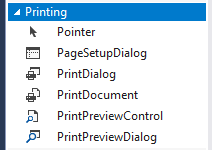 Printing
Pointer
PageSetupDialog
PrintDialog
PrintDocument
PrintPreviewControl
PrintPreviewDialog